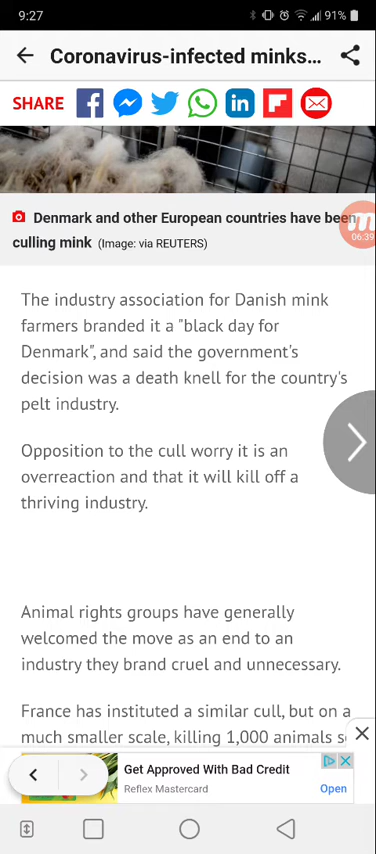 9:27
91%
Coronavirus-infected minks...
SHARE
Denmark and other European countries have been
culling mink (Image: via REUTERS)
06:39
The industry association for Danish mink
farmers branded it a "black day for
Denmark", and said the government's
decision was a death knell for the country's
pelt industry.
Opposition to the cull worry it is an
overreaction and that it will kill off a
thriving industry.
Animal rights groups have generally
welcomed the move as an end to an
industry they brand cruel and unnecessary.
France has instituted a similar cull, but on a
much smaller scale, killing 1,000 animals
Get Approved With Bad Credit
Reflex Mastercard
Open